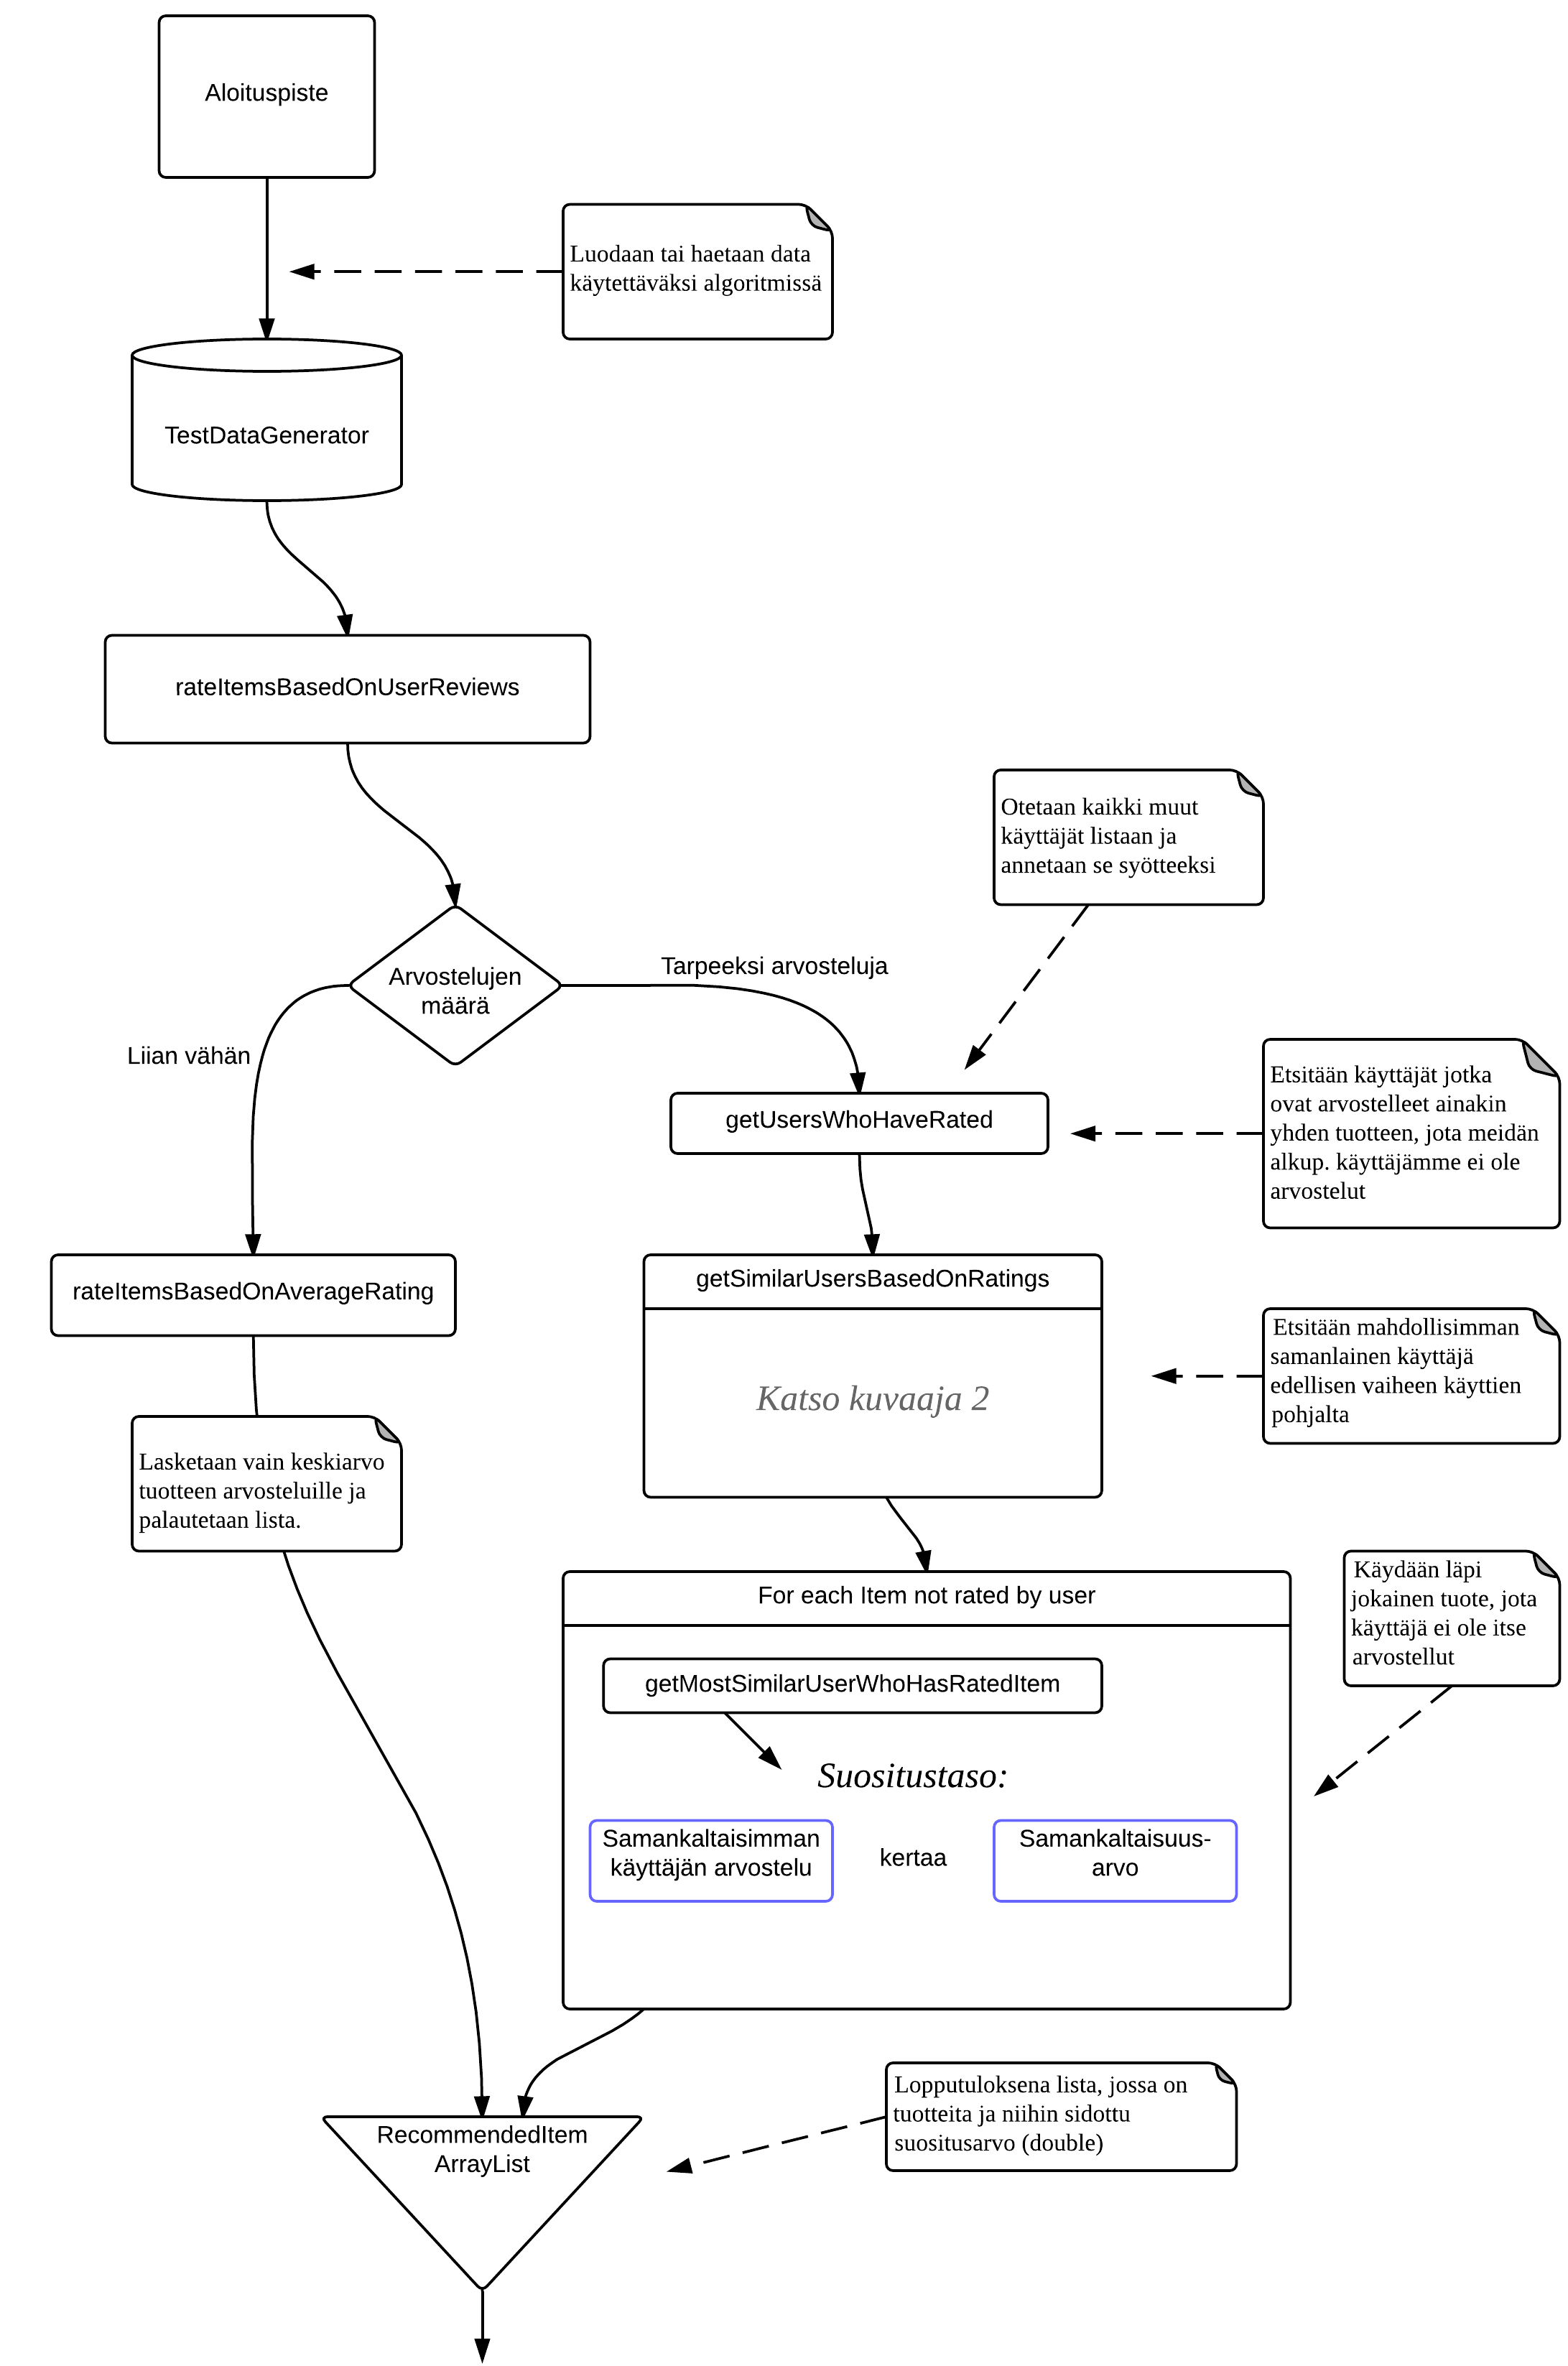 Aloituspiste
Luodaan tai haetaan data
käytettäväksi algoritmissä
TestDataGenerator
rateItemsBasedOnUserReviews
Otetaan kaikki muut
käyttäjät listaan ja
annetaan se syötteeksi
Arvostelujen
määrä
Tarpeeksi arvosteluja
Liian vähän
getUsersWhoHaveRated
Etsitään käyttäjät jotka
ovat arvostelleet ainakin
yhden tuotteen, jota meidän
alkup. käyttäjämme ei ole
arvostelut
rateItemsBasedOnAverageRating
getSimilarUsersBasedOnRatings
Katso kuvaaja 2
Etsitään mahdollisimman
samanlainen käyttäjä
edellisen vaiheen käyttien
pohjalta
Lasketaan vain keskiarvo
tuotteen arvosteluille ja
palautetaan lista.
For each Item not rated by user
Käydään läpi
jokainen tuote, jota
käyttäjä ei ole itse
arvostellut
getMostSimilarUserWhoHasRatedItem
Suositustaso:
Samankaltaisimman
käyttäjän arvostelu
kertaa
Samankaltaisuus-
arvo
Lopputuloksena lista, jossa on
tuotteita ja niihin sidottu
suositusarvo (double)
RecommendedItem
ArrayList